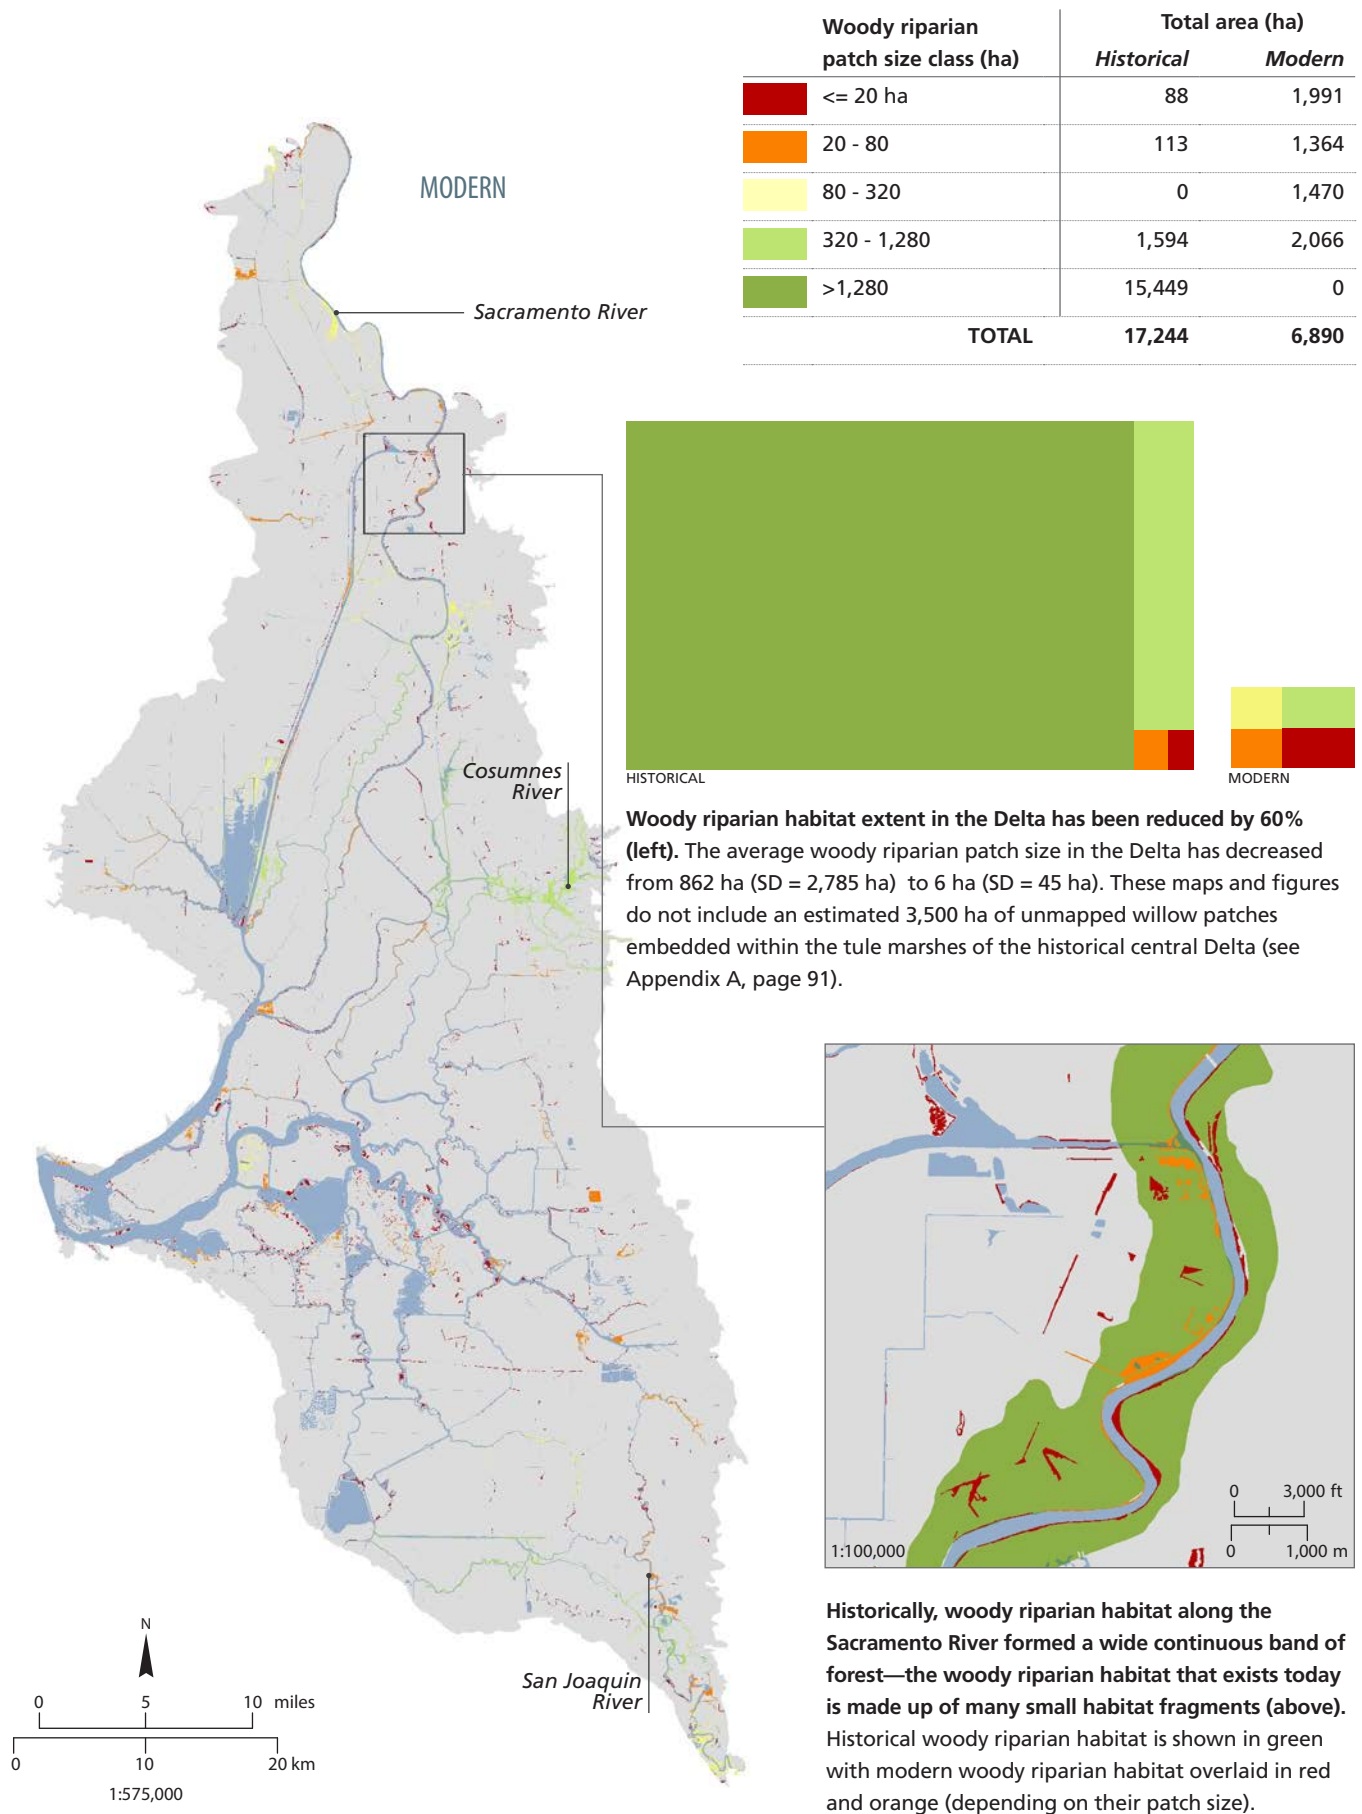 Woody riparian patch size class (ha) Total area (ha)
Historical Modern
<= 20 ha 88 1,991
20 - 80 113 1,364
80 - 320 0 1,470
320 - 1,280 1,594 2,066
>1,280 15,449 0
TOTAL 17,244 6,890
MODERN
Sacramento River
Cosumnes
River
San Joaquin
River
N
0 5 10 miles
0 10 20 km
1:575,000
HISTORICAL
MODERN
Woody riparian habitat extent in the Delta has been reduced by 60%
(left). The average woody riparian patch size in the Delta has decreased
from 862 ha (SD = 2,785 ha) to 6 ha (SD = 45 ha). These maps and figures
do not include an estimated 3,500 ha of unmapped willow patches
embedded within the tule marshes of the historical central Delta (see
Appendix A, page 91).
0 3,000 ft
0 1,000 m
1:100,000
Historically, woody riparian habitat along the
Sacramento River formed a wide continuous band of
forest—the woody riparian habitat that exists today
is made up of many small habitat fragments (above).
Historical woody riparian habitat is shown in green
with modern woody riparian habitat overlaid in red
and orange (depending on their patch size).